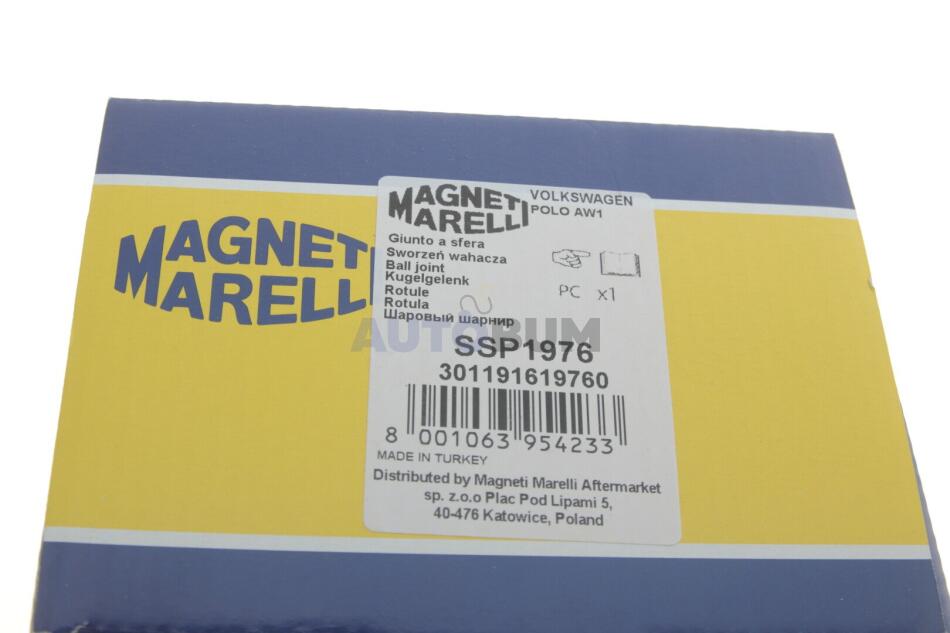 MAGNETI
MARELLI
MAGNETI
MARELLI
VOLKSWAGEN
POLO AW1
Giunto a sfera
Sworzeń wahacza
Ball joint
Kugelgelenk
Rotule
Rotula
Шаровый шарнир
PC x1
AUTOBUM
SSP1976
301191619760
8 001063 954233
MADE IN TURKEY
Distributed by Magneti Marelli Aftermarket
sp. z.o.o Plac Pod Lipami 5,
40-476 Katowice, Poland